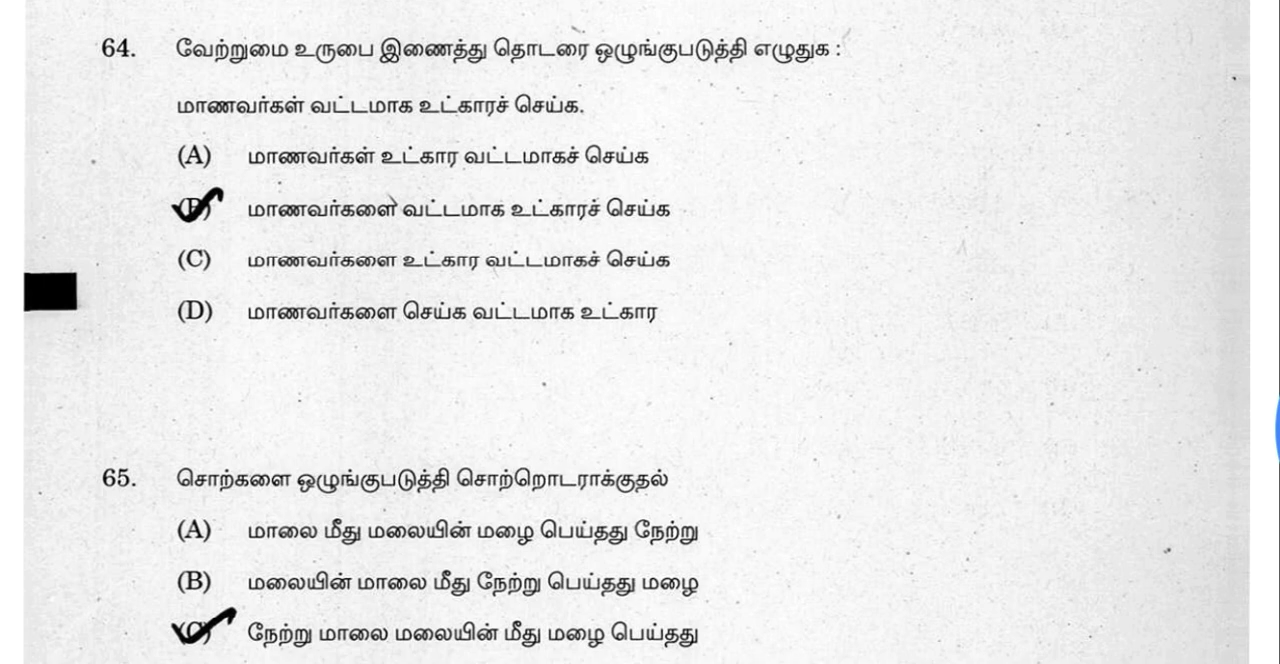 64. வேற்றுமை உருபை இணைத்து தொடரை ஒழுங்குபடுத்தி எழுதுக :
மாணவர்கள் வட்டமாக உட்காரச் செய்க.
(A) மாணவர்கள் உட்கார வட்டமாகச் செய்க
(B) மாணவர்களை வட்டமாக உட்காரச் செய்க
(C) மாணவர்களை உட்கார வட்டமாகச் செய்க
(D) மாணவர்களை செய்க வட்டமாக உட்கார
65. சொற்களை ஒழுங்குபடுத்தி சொற்றொடராக்குதல்
(A) மாலை மீது மலையின் மழை பெய்தது நேற்று
(B) மலையின் மாலை மீது நேற்று பெய்தது மழை
(C) நேற்று மாலை மலையின் மீது மழை பெய்தது